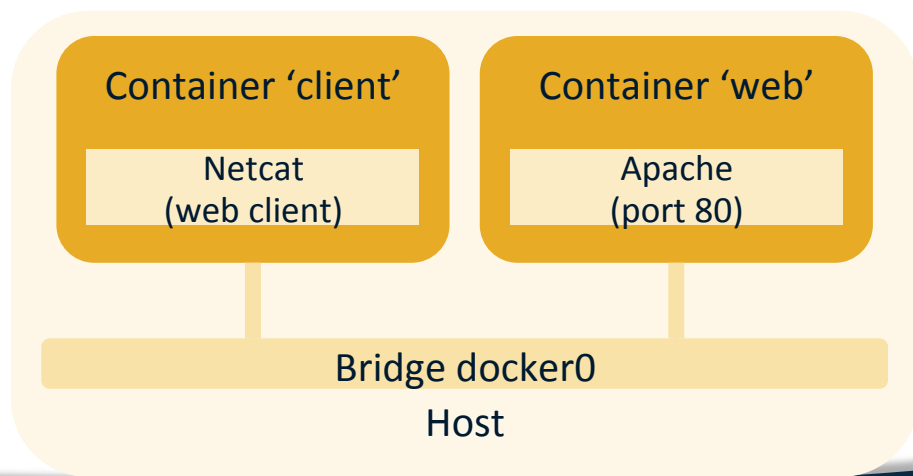 Container ‘client’
Netcat
(web client)
Container ‘web’
Apache
(port 80)
Bridge docker0
Host